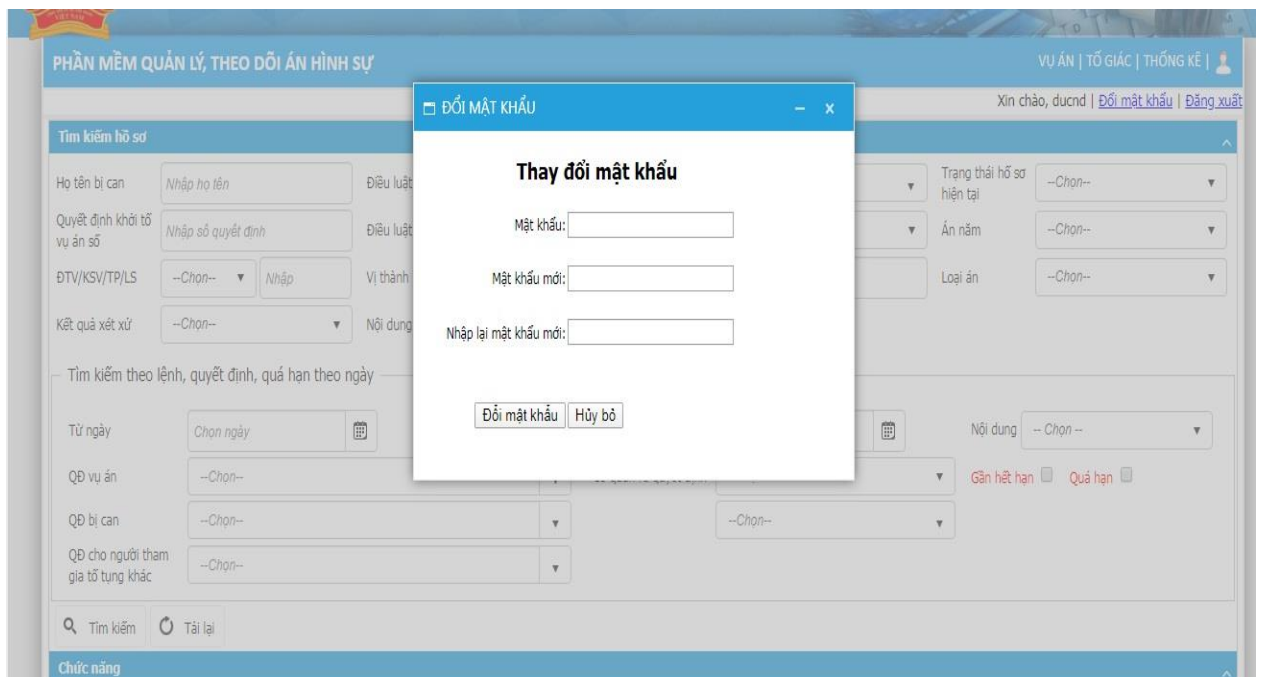 VIỆT NAM
PHẦN MỀM QUẢN LÝ, THEO DÕI ÁN HÌNH SỰ
VỤ ÁN | TỐ GIÁC | THỐNG KÊ |
Xin chào, ducnd | Đổi mật khẩu | Đăng xuất
ĐỔI MẬT KHẨU
Thay đổi mật khẩu
Mật khẩu:
Mật khẩu mới:
Nhập lại mật khẩu mới:
Đổi mật khẩu Hủy bỏ
Tìm kiếm hồ sơ
Họ tên bị can Nhập họ tên Điều luật Trạng thái hồ sơ hiện tại --Chọn--
Quyết định khởi tố vụ án số Nhập số quyết định Điều luật Án năm --Chọn--
ĐTV/KSV/TP/LS --Chọn-- Nhập Vị thành Loại án --Chọn--
Kết quả xét xử --Chọn-- Nội dung
Tìm kiếm theo lệnh, quyết định, quá hạn theo ngày
Từ ngày Chọn ngày Nội dung -- Chọn --
QĐ vụ án --Chọn-- Gần hết hạn Quá hạn
QĐ bị can --Chọn-- --Chọn--
QĐ cho người tham gia tố tụng khác --Chọn--
Tìm kiếm Tải lại
Chức năng